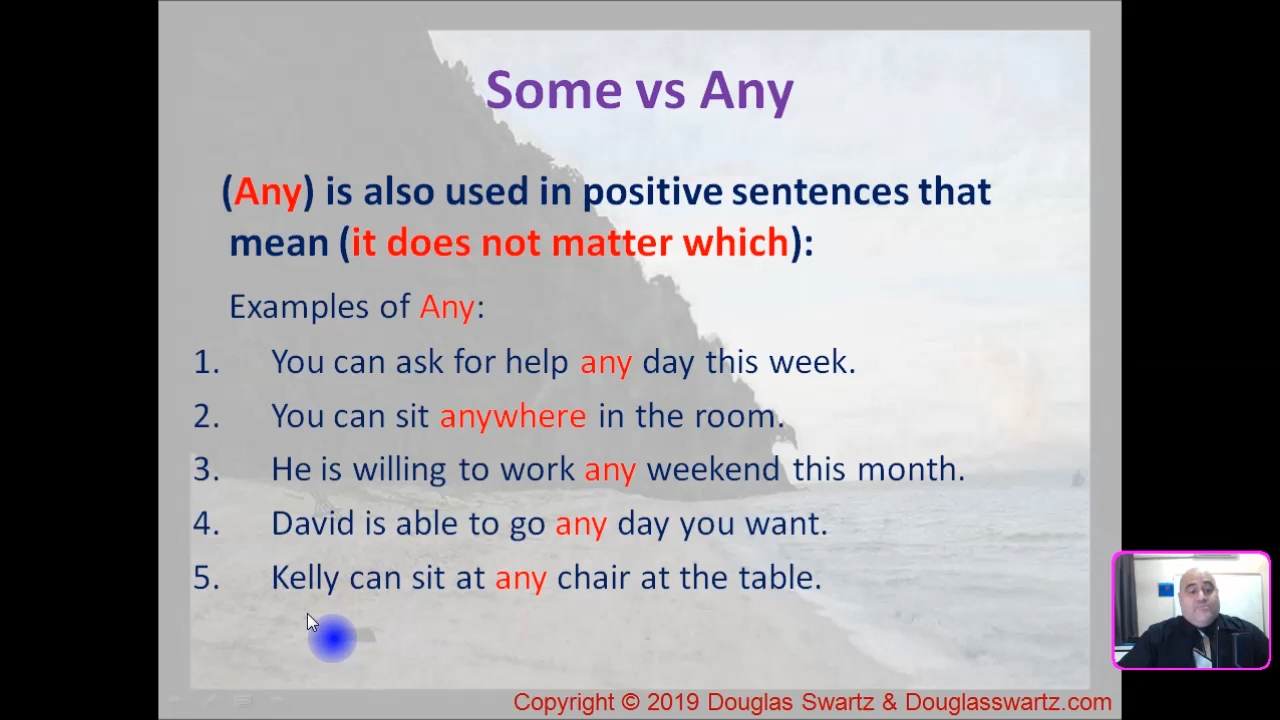 Some vs Any
(Any) is also used in positive sentences that
mean (it does not matter which):
Examples of Any:
1. You can ask for help any day this week.
2. You can sit anywhere in the room.
3. He is willing to work any weekend this month.
4. David is able to go any day you want.
5. Kelly can sit at any chair at the table.
Copyright © 2019 Douglas Swartz & Douglasswartz.com